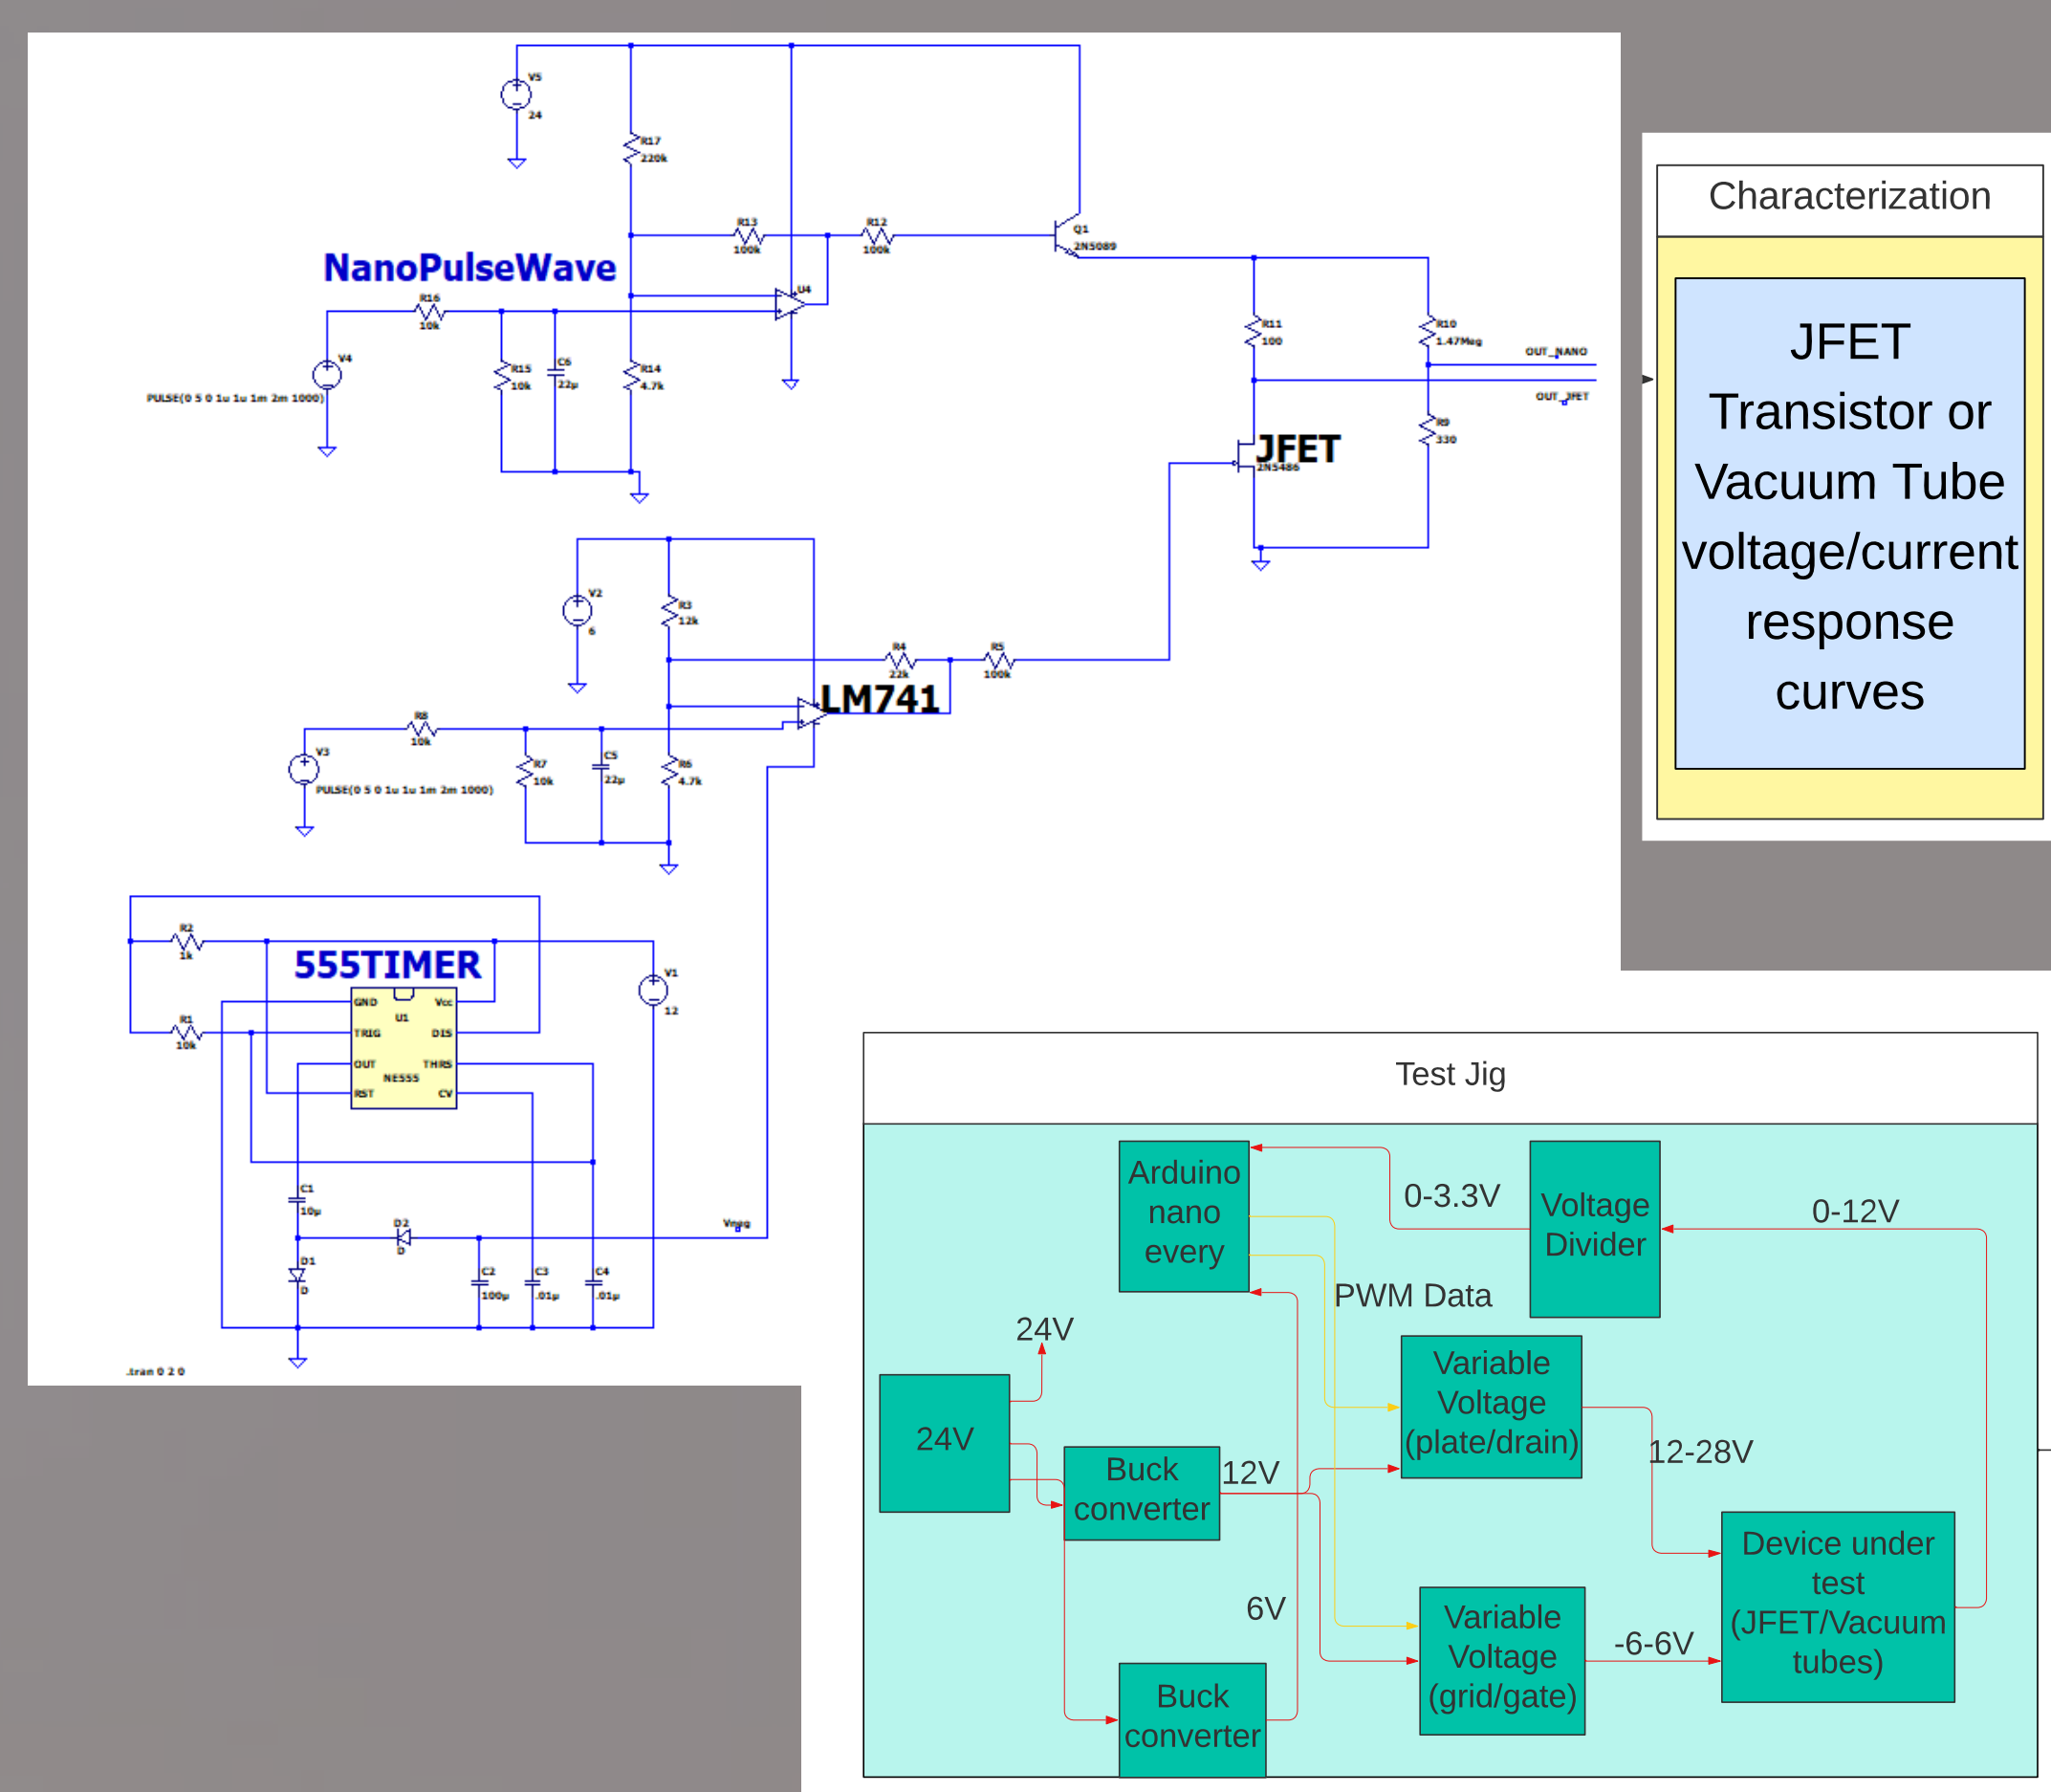 V5
24
R17
220k
R13
100k
R12
100k
Q1
2N5089
NanoPulseWave
R16
10k
U4
V4
PULSE(0 5 0 1u 1u 1m 2m 1000)
R15
10k
C6
22µ
R14
4.7k
R11
100
R10
1.47Meg
OUT_NANO
OUT_JFET
R9
330
JFET
2N5486
V2
6
R3
12k
R4
22k
R5
100k
LM741
R8
10k
V3
PULSE(0 5 0 1u 1u 1m 2m 1000)
R7
10k
C5
22µ
R6
4.7k
R2
1k
555TIMER
V1
12
R1
10k
GND
Vcc
U1
TRIG
DIS
OUT
THRS
NE555
RST
CV
C1
10µ
D2
D
Vneg
D1
D
C2
100µ
C3
.01µ
C4
.01µ
.tran 0 2 0
Characterization
JFET
Transistor or
Vacuum Tube
voltage/current
response
curves
Test Jig
Arduino
nano
every
0-3.3V
Voltage
Divider
0-12V
PWM Data
24V
24V
Variable
Voltage
(plate/drain)
12-28V
Buck
converter
12V
6V
Variable
Voltage
(grid/gate)
-6-6V
Device under
test
(JFET/Vacuum
tubes)
Buck
converter